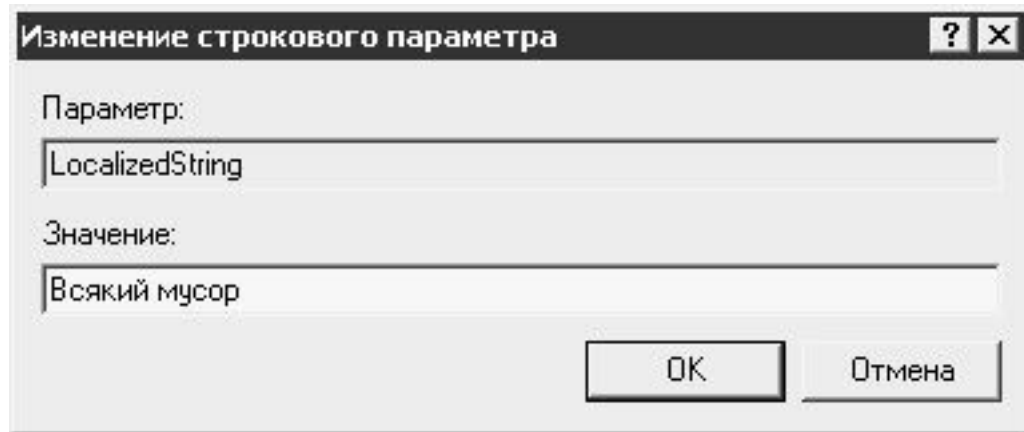 Изменение строкового параметра
Параметр:
LocalizedString
Значение:
Всякий мусор
OK Отмена